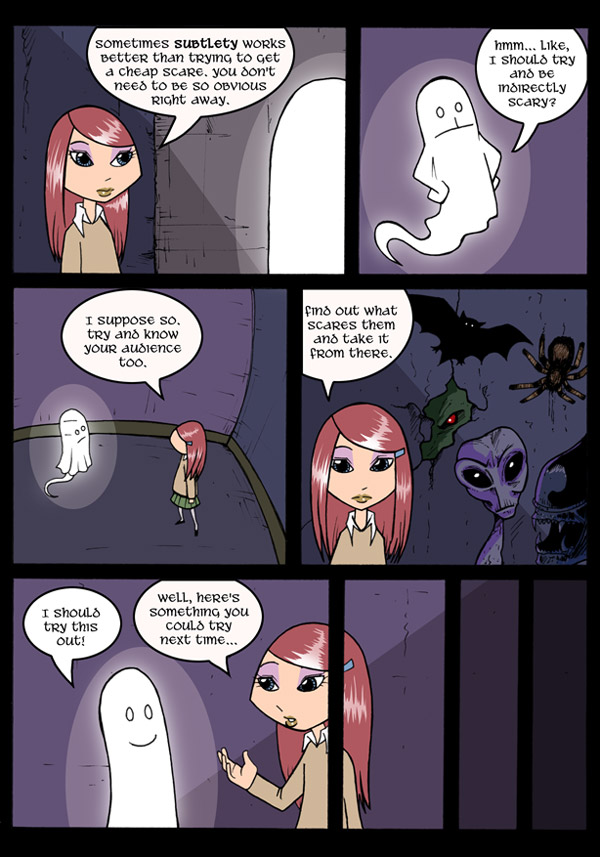 Sometimes subtlety works
better than trying to get
a cheap scare. You don't
need to be so obvious
right away.
Hmm... Like,
I should try
and be
indirectly
scary?
I suppose so.
Try and know
your audience
too.
Find out what
scares them
and take it
from there.
I should
try this
out!
Well, here's
something you
could try
next time...